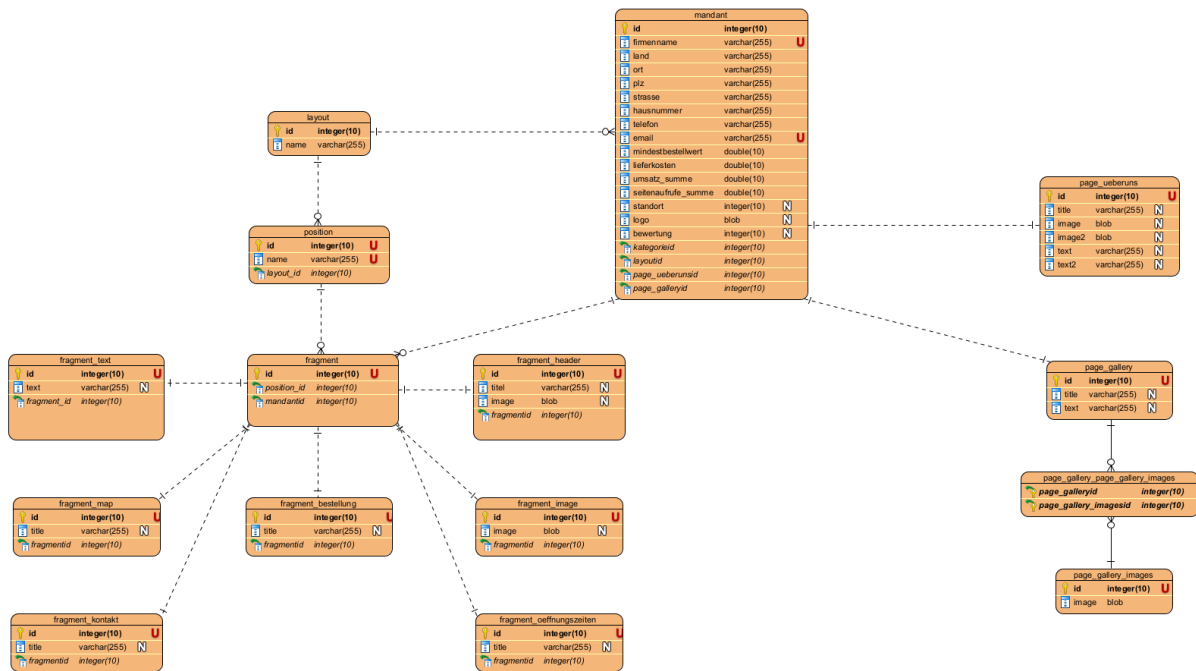 mandant
id integer(10)
firmenname varchar(255) U
land varchar(255)
ort varchar(255)
plz varchar(255)
strasse varchar(255)
hausnummer varchar(255)
telefon varchar(255)
email varchar(255) U
mindestbestellwert double(10)
lieferkosten double(10)
umsatz_summe double(10)
seitenaufrufe_summe double(10)
standort integer(10) N
logo blob N
bewertung integer(10) N
kategorieid integer(10)
layoutid integer(10)
page_ueberunsid integer(10)
page_galleryid integer(10)
layout
id integer(10)
name varchar(255)
page_ueberuns
id integer(10) U
title varchar(255) N
image blob N
image2 blob N
text varchar(255) N
text2 varchar(255) N
position
id integer(10) U
name varchar(255) U
layout_id integer(10)
fragment_text
id integer(10) U
text varchar(255) N
fragment_id integer(10)
fragment
id integer(10) U
position_id integer(10)
mandantid integer(10)
fragment_header
id integer(10) U
titel varchar(255) N
image blob N
fragmentid integer(10)
page_gallery
id integer(10) U
title varchar(255) N
text varchar(255) N
page_gallery_page_gallery_images
page_galleryid integer(10)
page_gallery_imagesid integer(10)
fragment_map
id integer(10) U
title varchar(255) N
fragmentid integer(10)
fragment_bestellung
id integer(10) U
title varchar(255) N
fragmentid integer(10)
fragment_image
id integer(10) U
image blob N
fragmentid integer(10)
page_gallery_images
id integer(10) U
image blob
fragment_kontakt
id integer(10) U
title varchar(255) N
fragmentid integer(10)
fragment_oeffnungszeiten
id integer(10) U
title varchar(255) N
fragmentid integer(10)